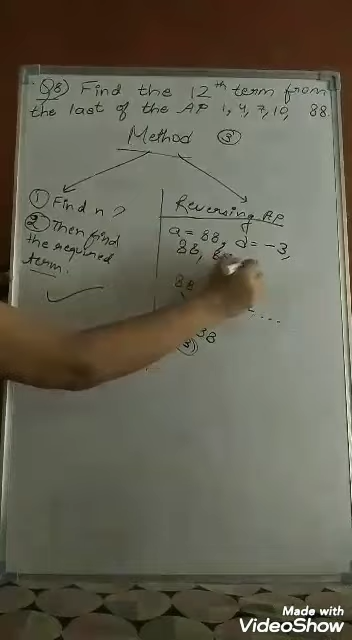 Q8) Find the 12th term from
the last of the AP 1, 4, 7, 10, 88.
Method ③
① Find n ?
② Then find
the required
term.
Reversing AP
a = 88, d = -3,
88,
88
...
③ 38
Made with
VideoShow